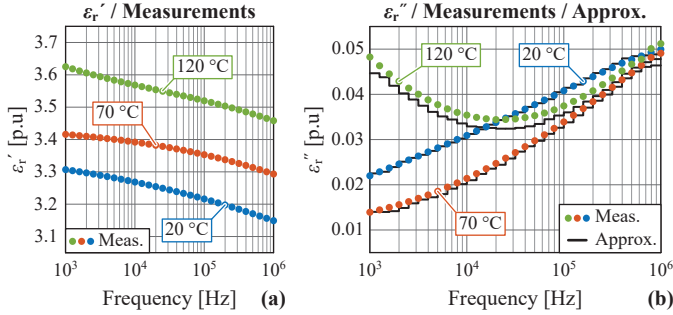 εr′ / Measurements
3.7
3.6
3.5
3.4
3.3
3.2
3.1
εr′ [p.u]
120 °C
70 °C
20 °C
Meas.
10³ 10⁴ 10⁵ 10⁶
Frequency [Hz] (a)
εr″ / Measurements / Approx.
0.05
0.04
0.03
0.02
0.01
εr″ [p.u]
120 °C
20 °C
70 °C
Meas.
Approx.
10³ 10⁴ 10⁵ 10⁶
Frequency [Hz] (b)